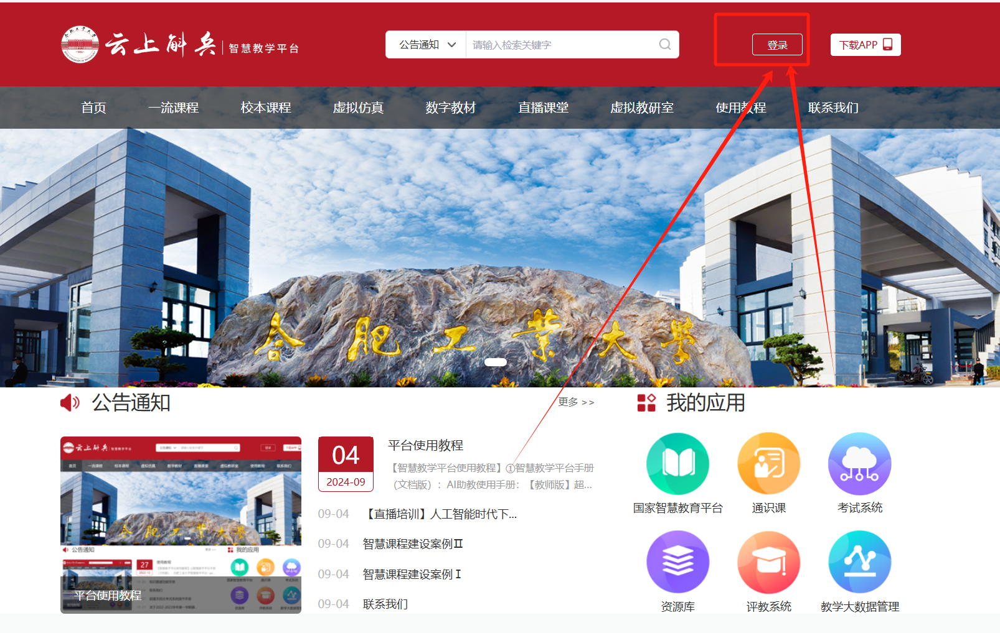 云上斛兵 智慧教学平台
公告通知 请输入检索关键字
登录
下载APP
首页 一流课程 校本课程 虚拟仿真 数字教材 直播课堂 虚拟教研室 使用教程 联系我们
合肥工业大学
公告通知
更多 >>
04
2024-09
平台使用教程
【智慧教学平台使用教程】①智慧教学平台手册
（文档版）：AI助教使用手册：【教师版】超...
09-04 【直播培训】人工智能时代下...
09-04 智慧课程建设案例Ⅱ
09-04 智慧课程建设案例Ⅰ
09-04 联系我们
平台使用教程
我的应用
国家智慧教育平台 通识课 考试系统
资源库 评教系统 教学大数据管理